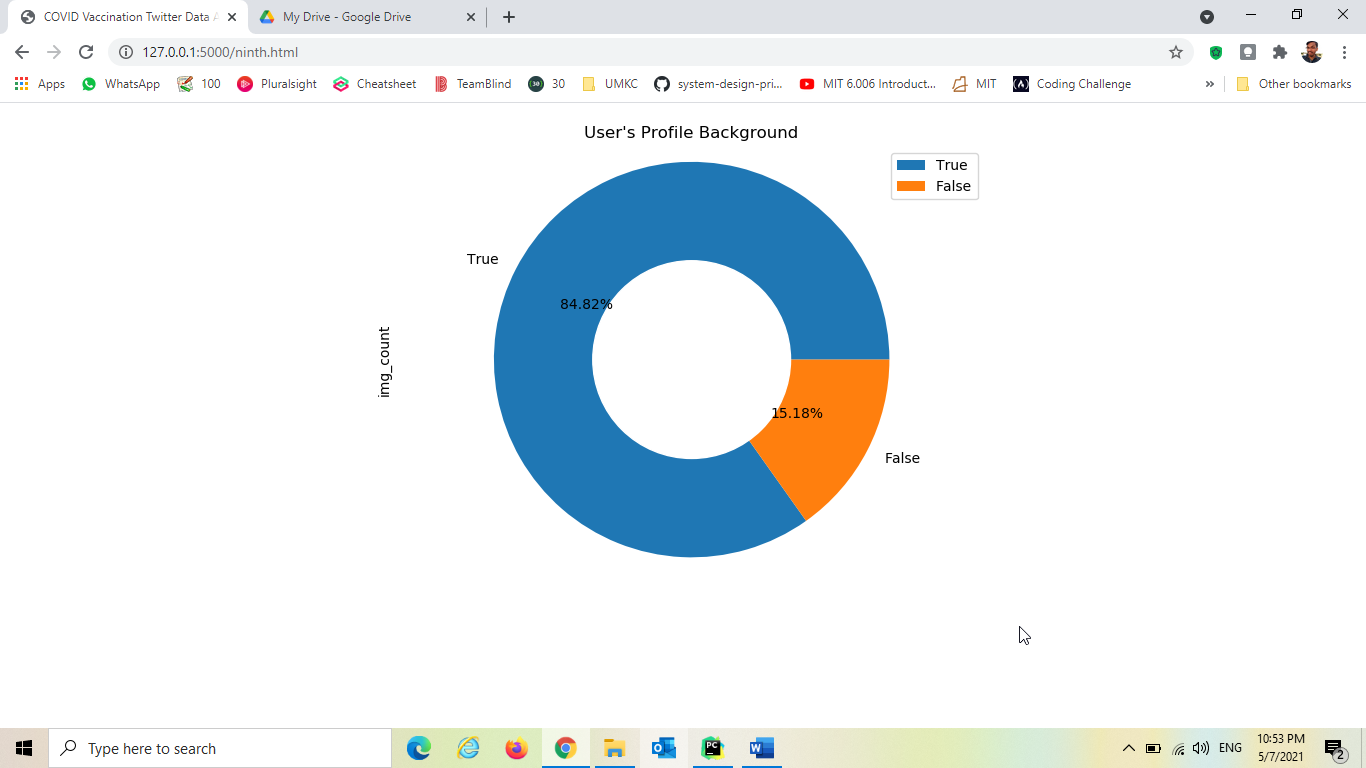 COVID Vaccination Twitter Data A
My Drive - Google Drive
127.0.0.1:5000/ninth.html
Apps
WhatsApp
100
Pluralsight
Cheatsheet
TeamBlind
30
30
UMKC
system-design-pri...
MIT 6.006 Introduct...
MIT
Coding Challenge
»
Other bookmarks
User's Profile Background
True
False
True
84.82%
img_count
15.18%
False
Type here to search
PC
W
ENG
10:53 PM
5/7/2021
2